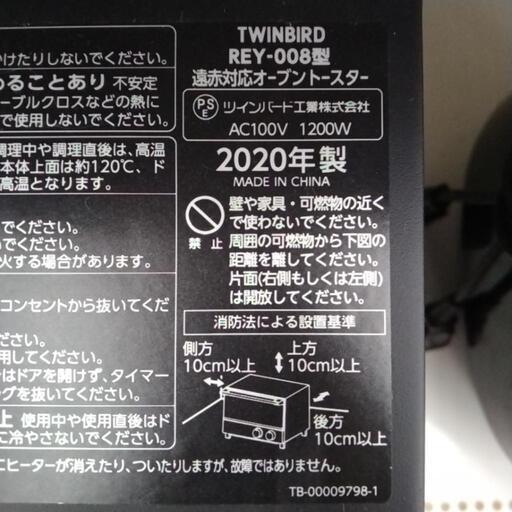 かけたりしないでください。
わることあり 不安定
ーブルクロスなどの熱に
で使用しないでください。
調理中や調理直後は、高温
本体上面は約120℃、ド
高温となります。
でください。
いでください。
火する場合があります。
コンセントから抜いてくだ
用してください。
はドアを開けず、タイマー
グを抜いてください。
上 使用中や使用直後はド
に冷やさないでください。
にヒーターが消えたり、ついたりしますが、故障ではありません。
TWINBIRD
REY-008型
遠赤対応オーブントースター
PSE ツインバード工業株式会社
AC100V 1200W
2020年製
MADE IN CHINA
禁止
壁や家具・可燃物の近く
で使わないでください。
周囲の可燃物から下図の
距離を離してください。
片面(右側もしくは左側)
は開放してください。
消防法による設置基準
側方
10cm以上
上方
10cm以上
後方
10cm以上
TB-00009798-1